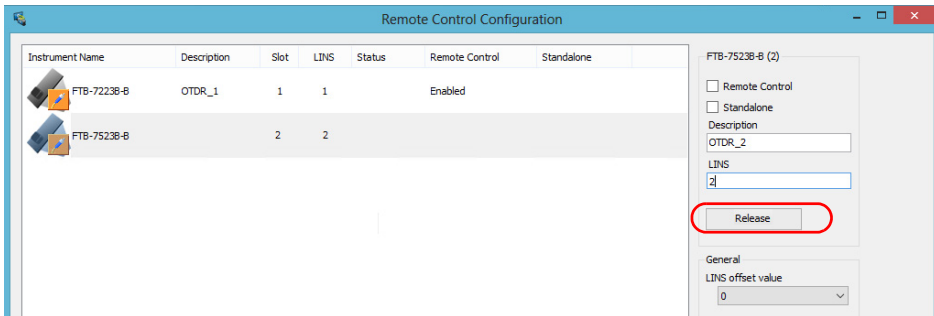 Remote Control Configuration
Instrument Name Description Slot LINS Status Remote Control Standalone
FTB-7223B-B OTDR_1 1 1 Enabled
FTB-7523B-B 2 2
FTB-7523B-B (2)
Remote Control
Standalone
Description
OTDR_2
LINS
2
Release
General
LINS offset value
0